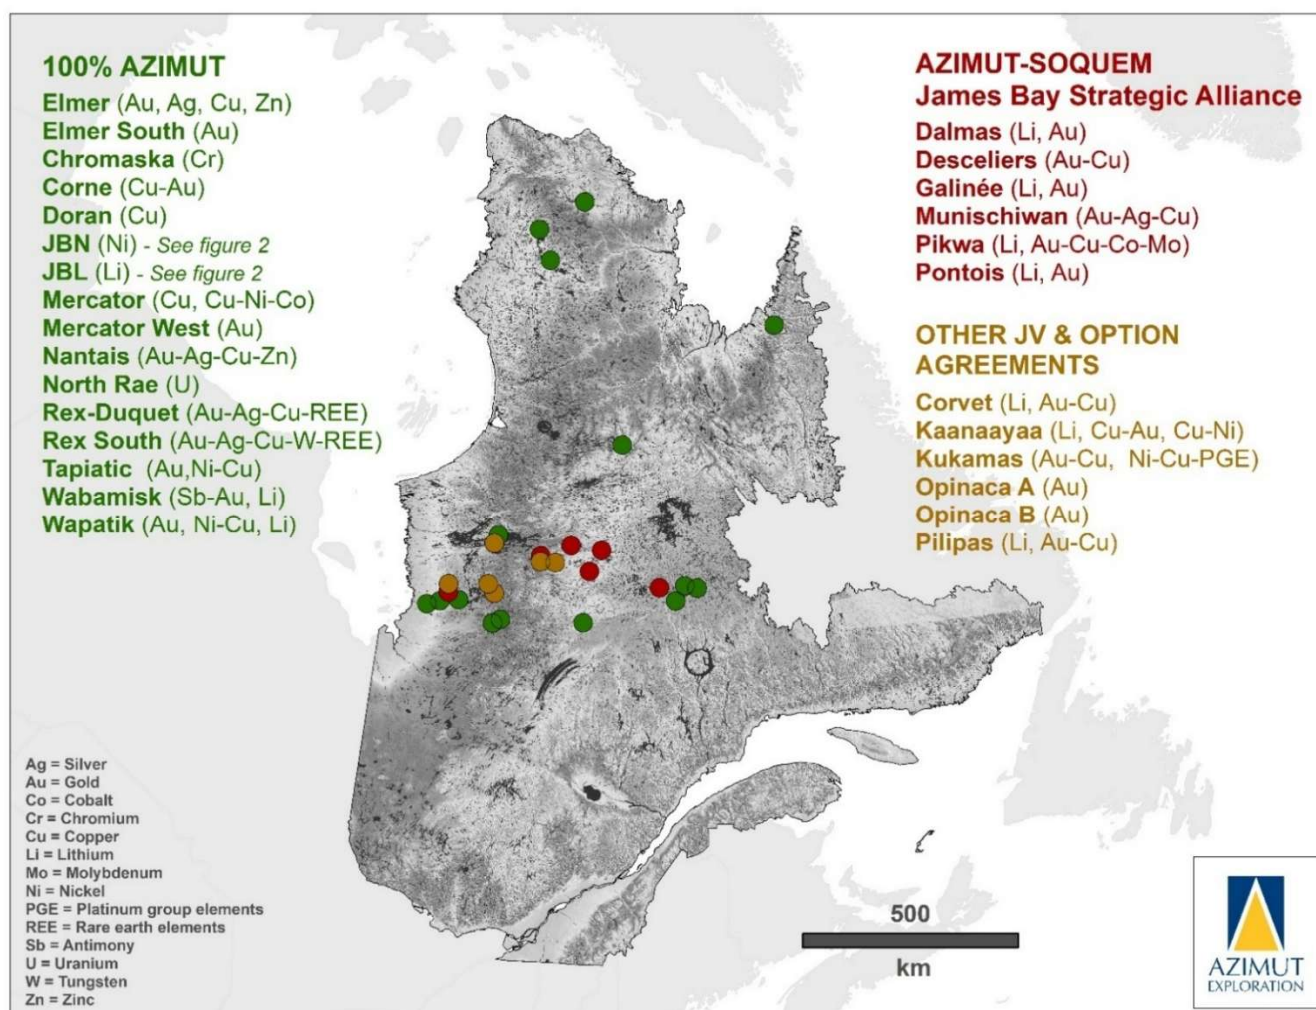 100% AZIMUT
Elmer (Au, Ag, Cu, Zn)
Elmer South (Au)
Chromaska (Cr)
Corne (Cu-Au)
Doran (Cu)
JBN (Ni) - See figure 2
JBL (Li) - See figure 2
Mercator (Cu, Cu-Ni-Co)
Mercator West (Au)
Nantais (Au-Ag-Cu-Zn)
North Rae (U)
Rex-Duquet (Au-Ag-Cu-REE)
Rex South (Au-Ag-Cu-W-REE)
Tapiatic (Au,Ni-Cu)
Wabamisk (Sb-Au, Li)
Wapatik (Au, Ni-Cu, Li)
AZIMUT-SOQUEM
James Bay Strategic Alliance
Dalmas (Li, Au)
Desceliers (Au-Cu)
Galinée (Li, Au)
Munischiwan (Au-Ag-Cu)
Pikwa (Li, Au-Cu-Co-Mo)
Pontois (Li, Au)
OTHER JV & OPTION
AGREEMENTS
Corvet (Li, Au-Cu)
Kaanaayaa (Li, Cu-Au, Cu-Ni)
Kukamas (Au-Cu, Ni-Cu-PGE)
Opinaca A (Au)
Opinaca B (Au)
Pilipas (Li, Au-Cu)
Ag = Silver
Au = Gold
Co = Cobalt
Cr = Chromium
Cu = Copper
Li = Lithium
Mo = Molybdenum
Ni = Nickel
PGE = Platinum group elements
REE = Rare earth elements
Sb = Antimony
U = Uranium
W = Tungsten
Zn = Zinc
500
km
AZIMUT
EXPLORATION